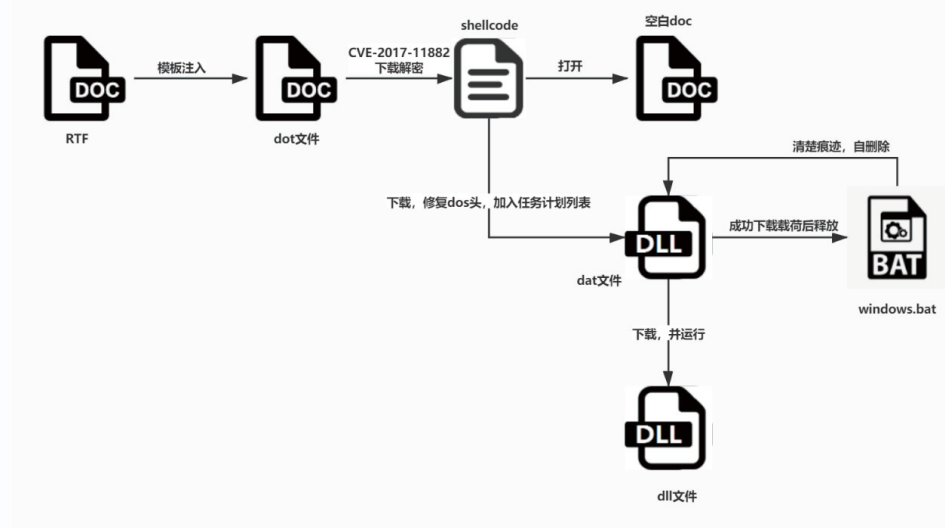 shellcode
空白doc
CVE-2017-11882
模板注入
下载解密
打开
DOC
DOC
DOC
RTF
dot文件
清楚痕迹，自删除
下载，修复dos头，加入任务计划列表
成功下载载荷后释放
DLL
BAT
dat文件
windows.bat
下载，并运行
DLL
dll文件